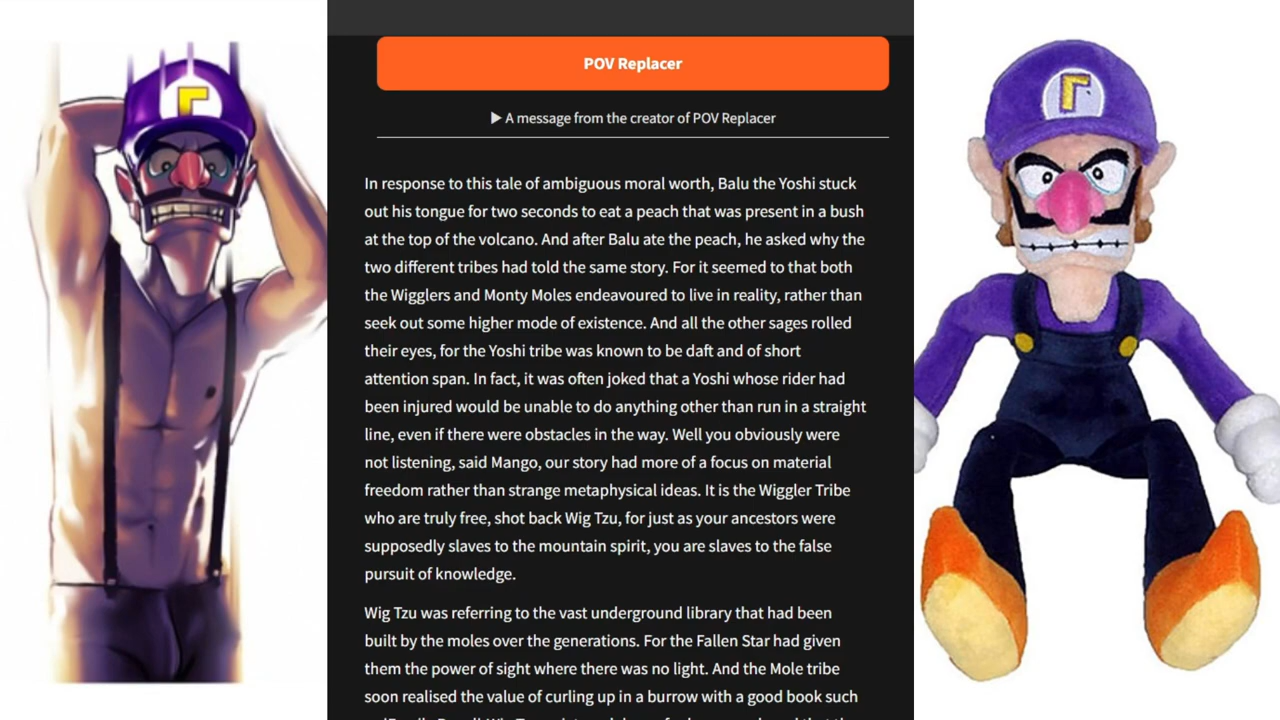 POV Replacer
▶ A message from the creator of POV Replacer
In response to this tale of ambiguous moral worth, Balu the Yoshi stuck
out his tongue for two seconds to eat a peach that was present in a bush
at the top of the volcano. And after Balu ate the peach, he asked why the
two different tribes had told the same story. For it seemed to that both
the Wigglers and Monty Moles endeavoured to live in reality, rather than
seek out some higher mode of existence. And all the other sages rolled
their eyes, for the Yoshi tribe was known to be daft and of short
attention span. In fact, it was often joked that a Yoshi whose rider had
been injured would be unable to do anything other than run in a straight
line, even if there were obstacles in the way. Well you obviously were
not listening, said Mango, our story had more of a focus on material
freedom rather than strange metaphysical ideas. It is the Wiggler Tribe
who are truly free, shot back Wig Tzu, for just as your ancestors were
supposedly slaves to the mountain spirit, you are slaves to the false
pursuit of knowledge.
Wig Tzu was referring to the vast underground library that had been
built by the moles over the generations. For the Fallen Star had given
them the power of sight where there was no light. And the Mole tribe
soon realised the value of curling up in a burrow with a good book such